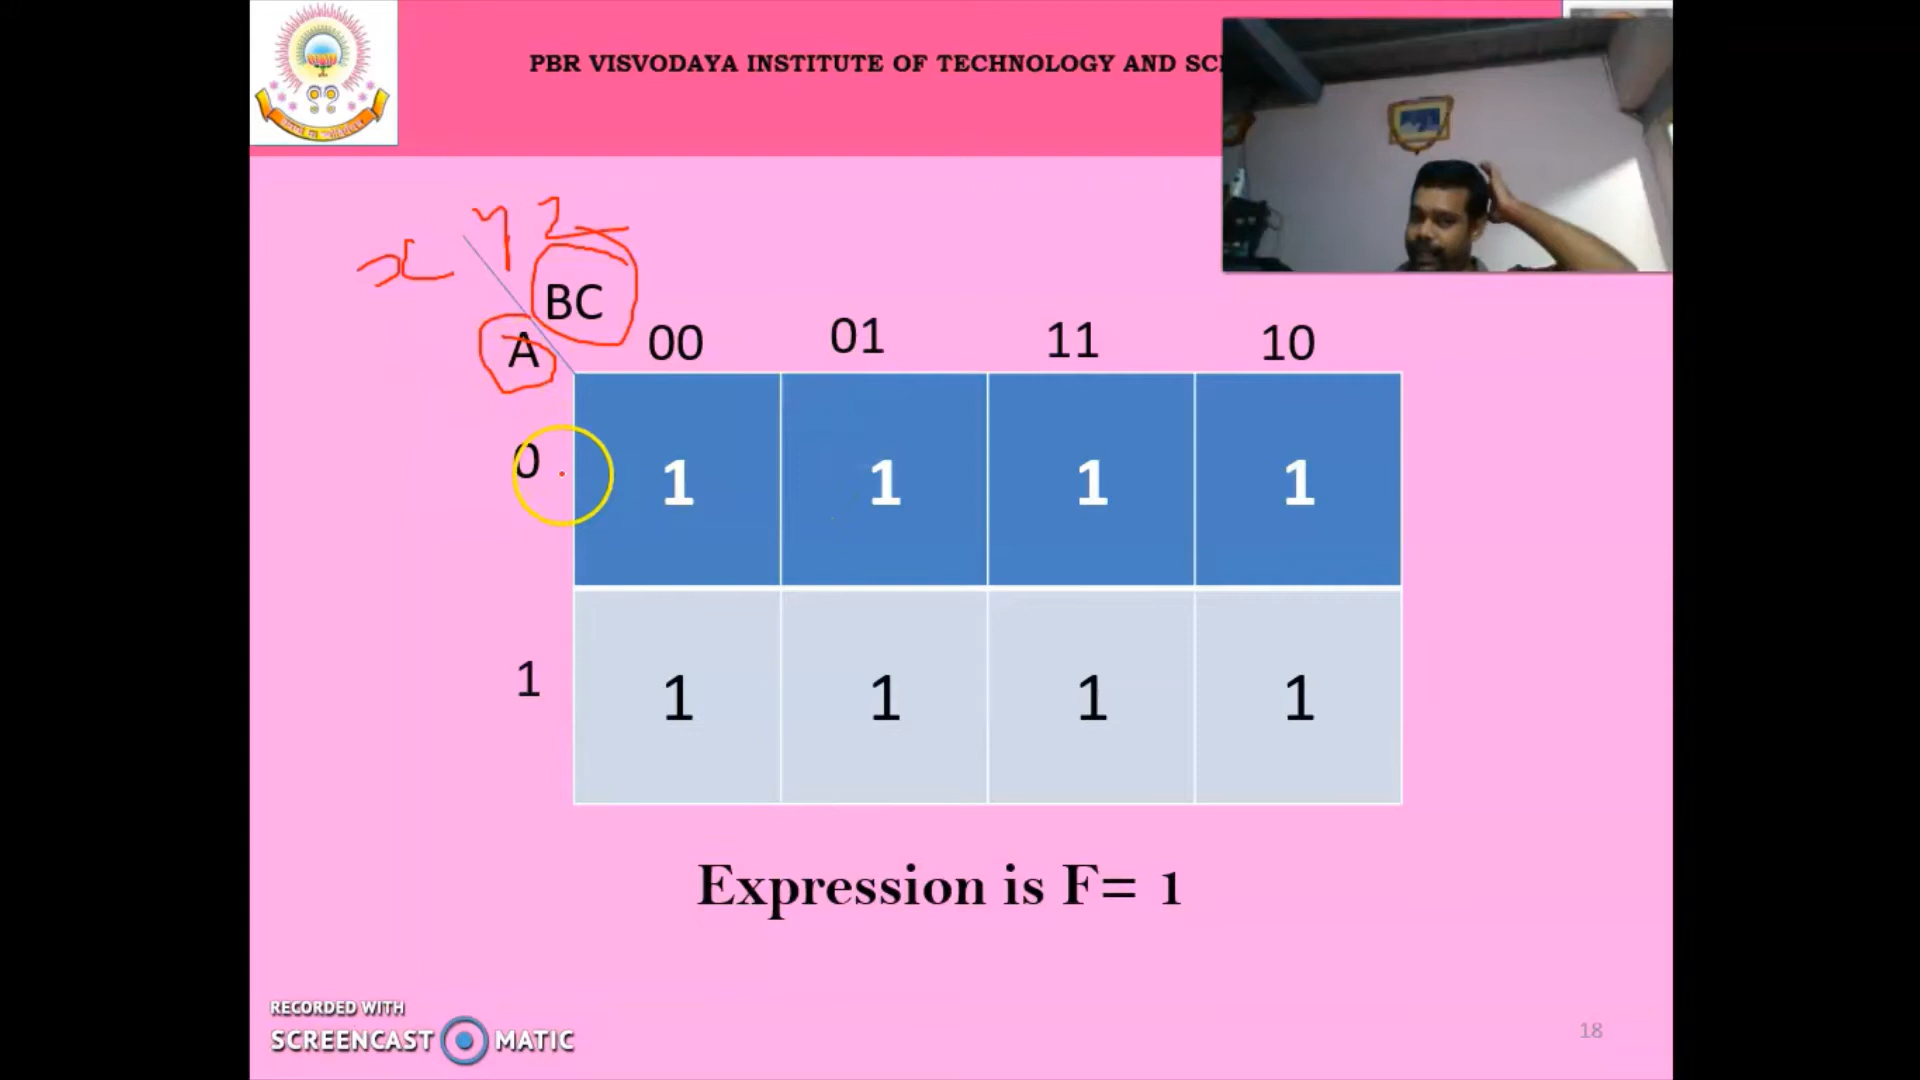 PBR VISVODAYA INSTITUTE OF TECHNOLOGY AND
x yz
BC
A
00 01 11 10
0 1 1 1 1
1 1 1 1 1
Expression is F= 1
RECORDED WITH
SCREENCAST MATIC
18